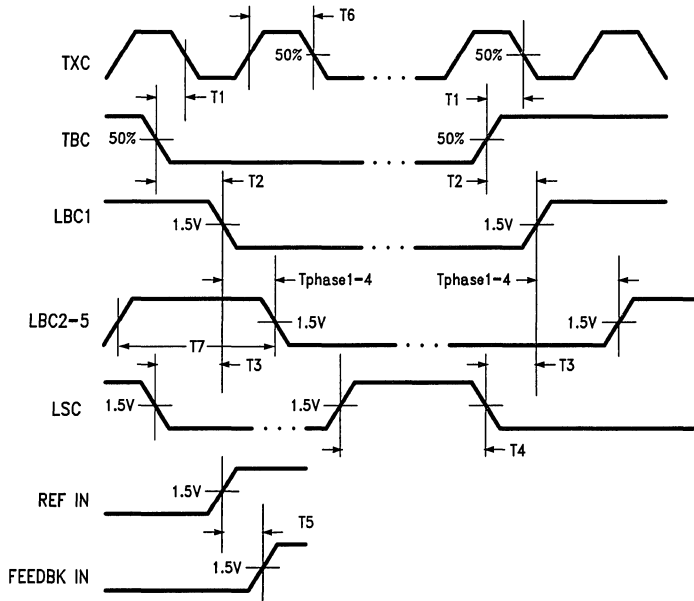 T6
TXC 50% 50%
T1 T1
TBC 50% 50%
T2 T2
LBC1 1.5V 1.5V
Tphase1-4 Tphase1-4
LBC2-5 1.5V 1.5V
T7
T3 T3
LSC 1.5V 1.5V 1.5V
T4
REF IN 1.5V
T5
FEEDBK IN 1.5V